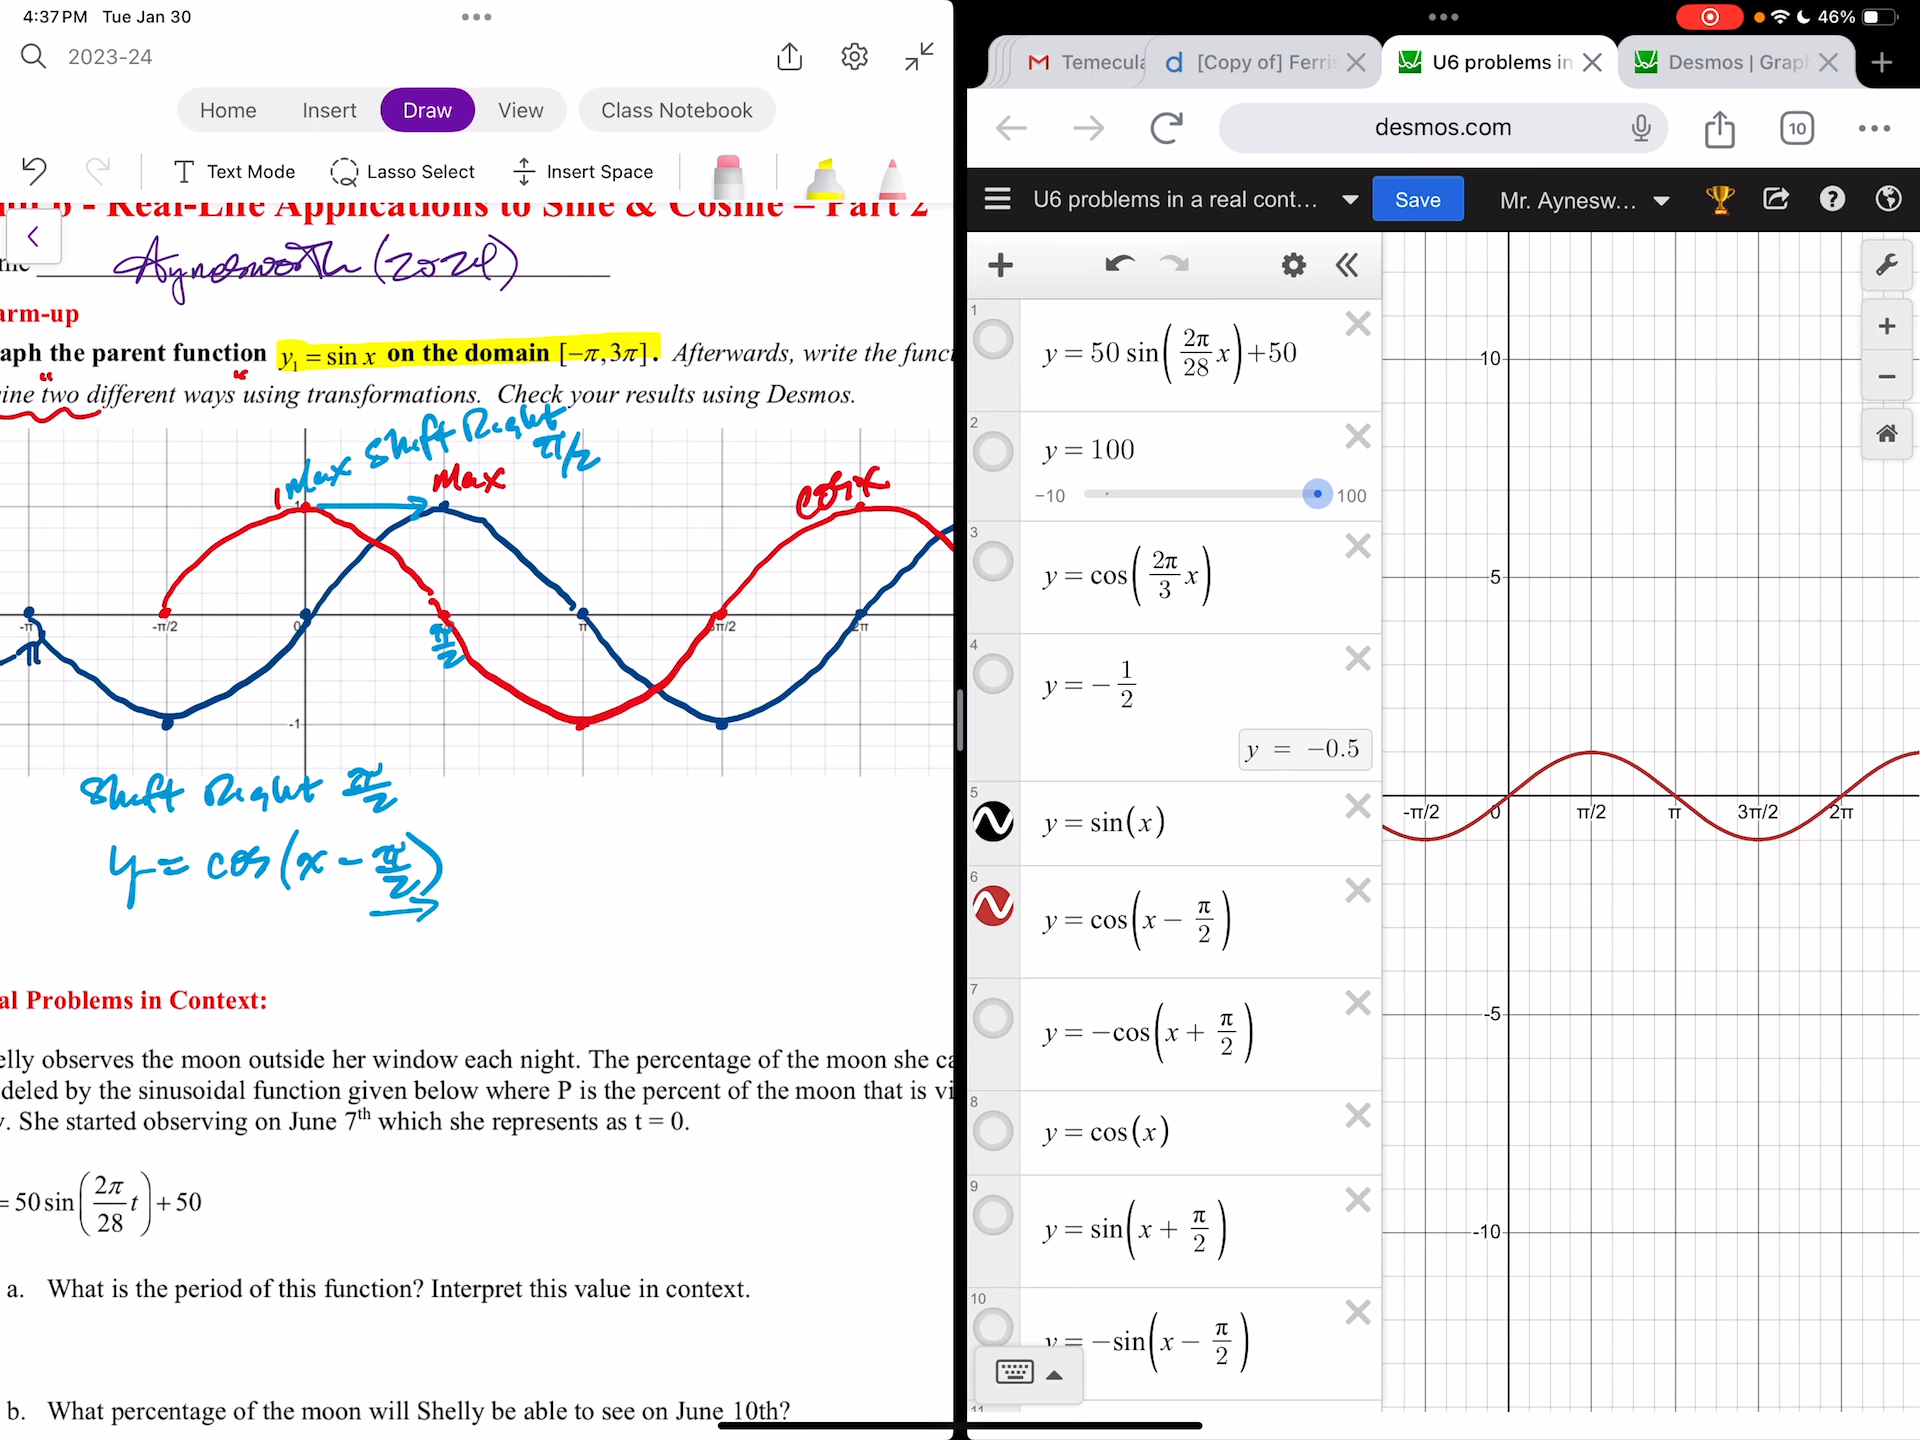 4:37PM Tue Jan 30
2023-24
Home Insert Draw View Class Notebook
Text Mode Lasso Select Insert Space
- Real-Life Applications to Sine & Cosine – Part 2
Aynesworth (2024)
arm-up
aph the parent function y₁ = sin x on the domain [−π,3π]. Afterwards, write the func
ine two different ways using transformations. Check your results using Desmos.
Shift Right π/2
Max
Max
cos x
1
-π
-π/2
0
π
3π/2
2π
-π
π/2
-1
Shift Right π/2
y = cos(x − π/2)
al Problems in Context:
elly observes the moon outside her window each night. The percentage of the moon she ca
deled by the sinusoidal function given below where P is the percent of the moon that is vi
. She started observing on June 7th which she represents as t = 0.
= 50 sin(2π/28 t) + 50
a. What is the period of this function? Interpret this value in context.
b. What percentage of the moon will Shelly be able to see on June 10th?
46%
Temecula
d [Copy of] Ferris
U6 problems in
Desmos | Grap
desmos.com
10
U6 problems in a real cont... Save Mr. Aynesw...
1
y = 50 sin(2π/28 x) + 50
2
y = 100
−10 100
3
y = cos(2π/3 x)
4
y = −1/2
y = −0.5
5
y = sin(x)
6
y = cos(x − π/2)
7
y = −cos(x + π/2)
8
y = cos(x)
9
y = sin(x + π/2)
10
y = −sin(x − π/2)
11
10
5
-π/2 0 π/2 π 3π/2 2π
-5
-10